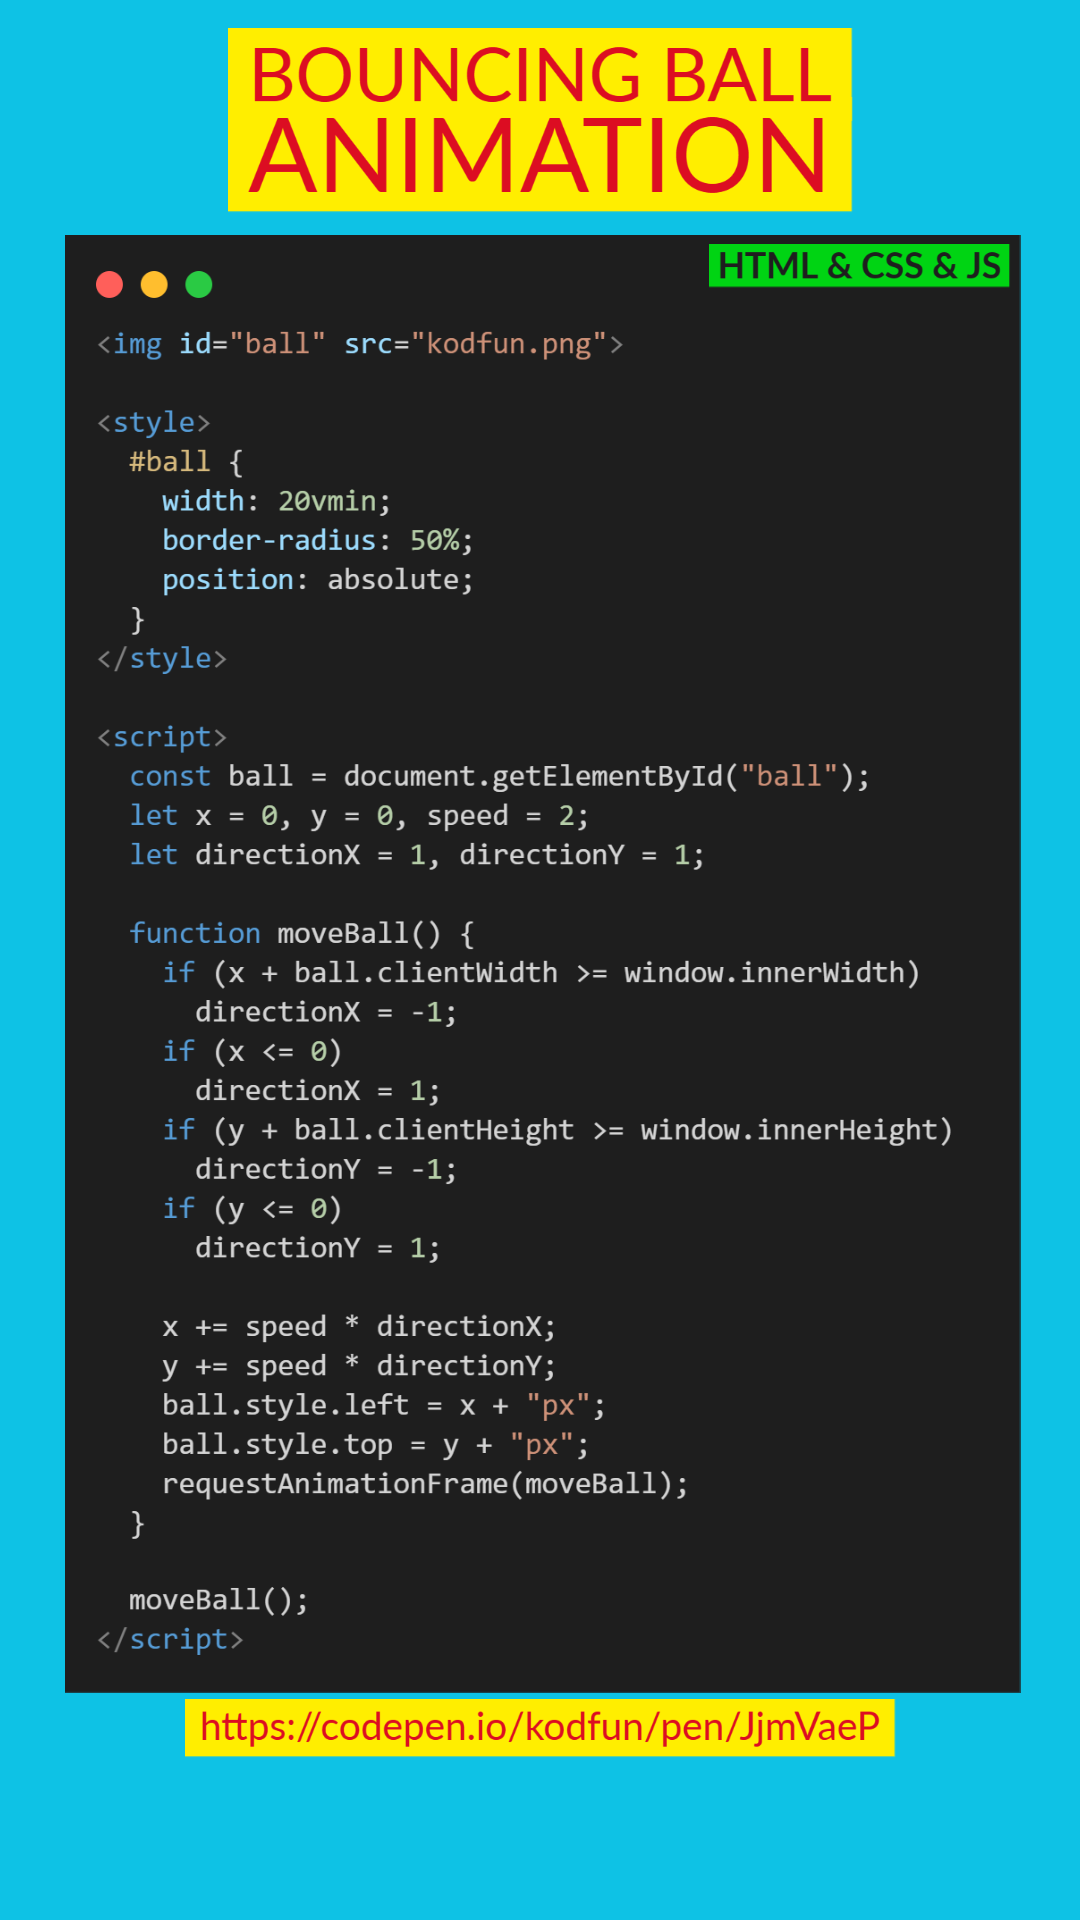 BOUNCING BALL
ANIMATION
HTML & CSS & JS
<img id="ball" src="kodfun.png">
<style>
  #ball {
    width: 20vmin;
    border-radius: 50%;
    position: absolute;
  }
</style>
<script>
  const ball = document.getElementById("ball");
  let x = 0, y = 0, speed = 2;
  let directionX = 1, directionY = 1;
  function moveBall() {
    if (x + ball.clientWidth >= window.innerWidth)
      directionX = -1;
    if (x <= 0)
      directionX = 1;
    if (y + ball.clientHeight >= window.innerHeight)
      directionY = -1;
    if (y <= 0)
      directionY = 1;
    x += speed * directionX;
    y += speed * directionY;
    ball.style.left = x + "px";
    ball.style.top = y + "px";
    requestAnimationFrame(moveBall);
  }
  moveBall();
</script>
https://codepen.io/kodfun/pen/JjmVaeP